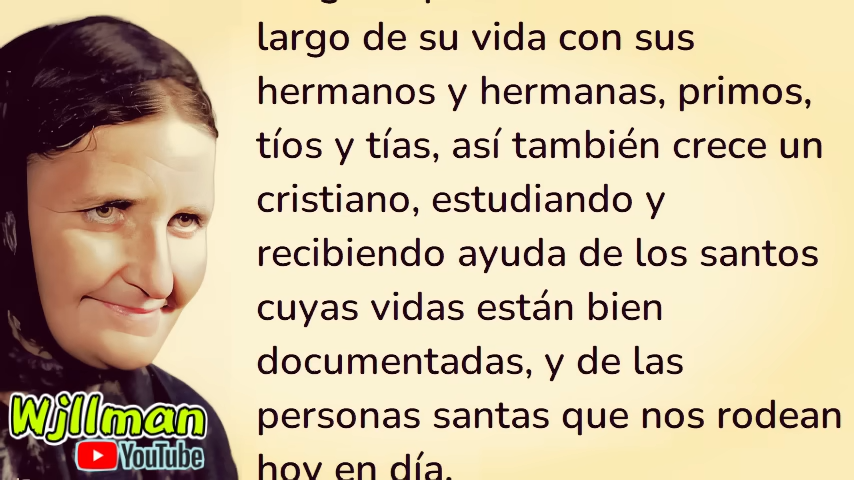 largo de su vida con sus
hermanos y hermanas, primos,
tíos y tías, así también crece un
cristiano, estudiando y
recibiendo ayuda de los santos
cuyas vidas están bien
documentadas, y de las
personas santas que nos rodean
hoy en día.
Wjllman
YouTube